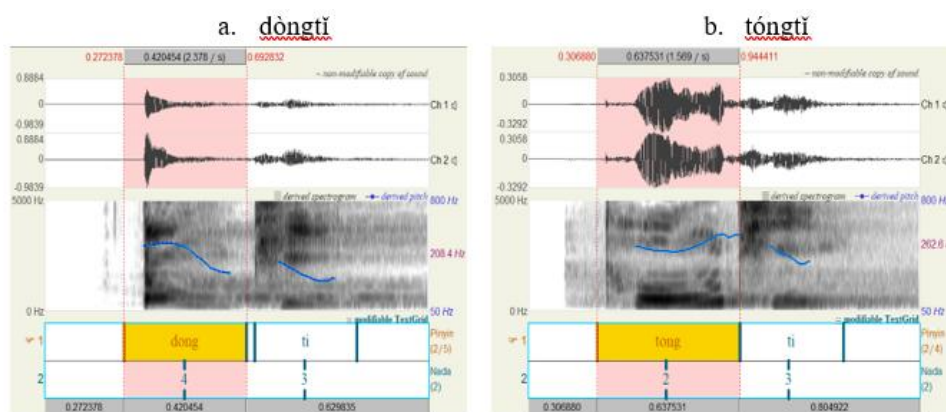 a. dòngtǐ
0.272378 0.420454 (2.378 / s) 0.692832
0.8884
– non-modifiable copy of sound
0
Ch 1
-0.9839
0.8884
0
Ch 2
-0.9839
5000 Hz
derived spectrogram
derived pitch
800 Hz
208.4 Hz
0 Hz
50 Hz
modifiable TextGrid
1 dong ti Pinyin (2/5)
2 4 3 Nada (2)
0.272378 0.420454 0.629835
b. tóngtǐ
0.306880 0.637531 (1.569 / s) 0.944411
0.3058
– non-modifiable copy of sound
0
Ch 1
-0.3292
0.3058
0
Ch 2
-0.3292
5000 Hz
derived spectrogram
derived pitch
800 Hz
262.6 Hz
0 Hz
50 Hz
modifiable TextGrid
1 tong ti Pinyin (2/4)
2 2 3 Nada (2)
0.306880 0.637531 0.804922